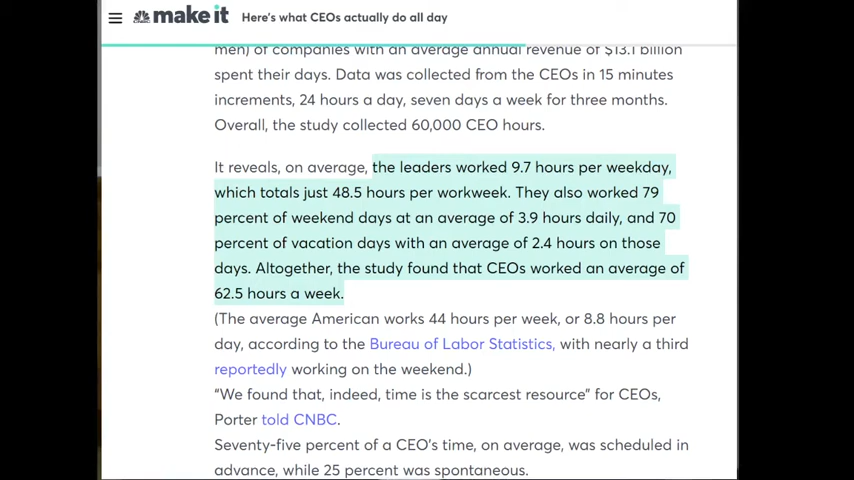 make it Here's what CEOs actually do all day
men) of companies with an average annual revenue of $13.1 billion
spent their days. Data was collected from the CEOs in 15 minutes
increments, 24 hours a day, seven days a week for three months.
Overall, the study collected 60,000 CEO hours.
It reveals, on average, the leaders worked 9.7 hours per weekday,
which totals just 48.5 hours per workweek. They also worked 79
percent of weekend days at an average of 3.9 hours daily, and 70
percent of vacation days with an average of 2.4 hours on those
days. Altogether, the study found that CEOs worked an average of
62.5 hours a week.
(The average American works 44 hours per week, or 8.8 hours per
day, according to the Bureau of Labor Statistics, with nearly a third
reportedly working on the weekend.)
“We found that, indeed, time is the scarcest resource” for CEOs,
Porter told CNBC.
Seventy-five percent of a CEO’s time, on average, was scheduled in
advance, while 25 percent was spontaneous.